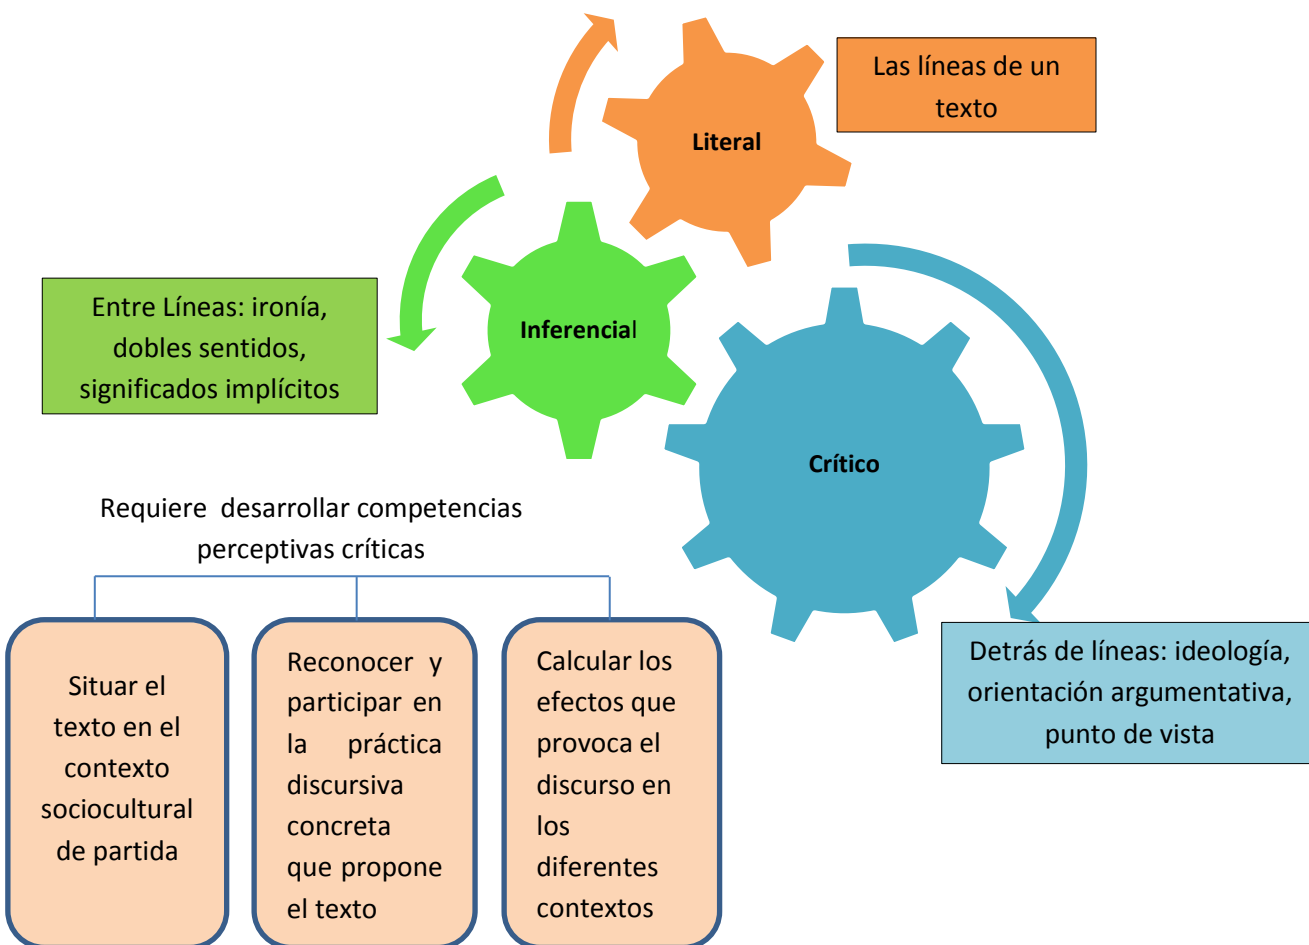 Las líneas de un
texto
Literal
Entre Líneas: ironía,
dobles sentidos,
significados implícitos
Inferencial
Crítico
Requiere desarrollar competencias
perceptivas críticas
Detrás de líneas: ideología,
orientación argumentativa,
punto de vista
Situar el
texto en el
contexto
sociocultural
de partida
Reconocer y
participar en
la práctica
discursiva
concreta
que propone
el texto
Calcular los
efectos que
provoca el
discurso en
los
diferentes
contextos